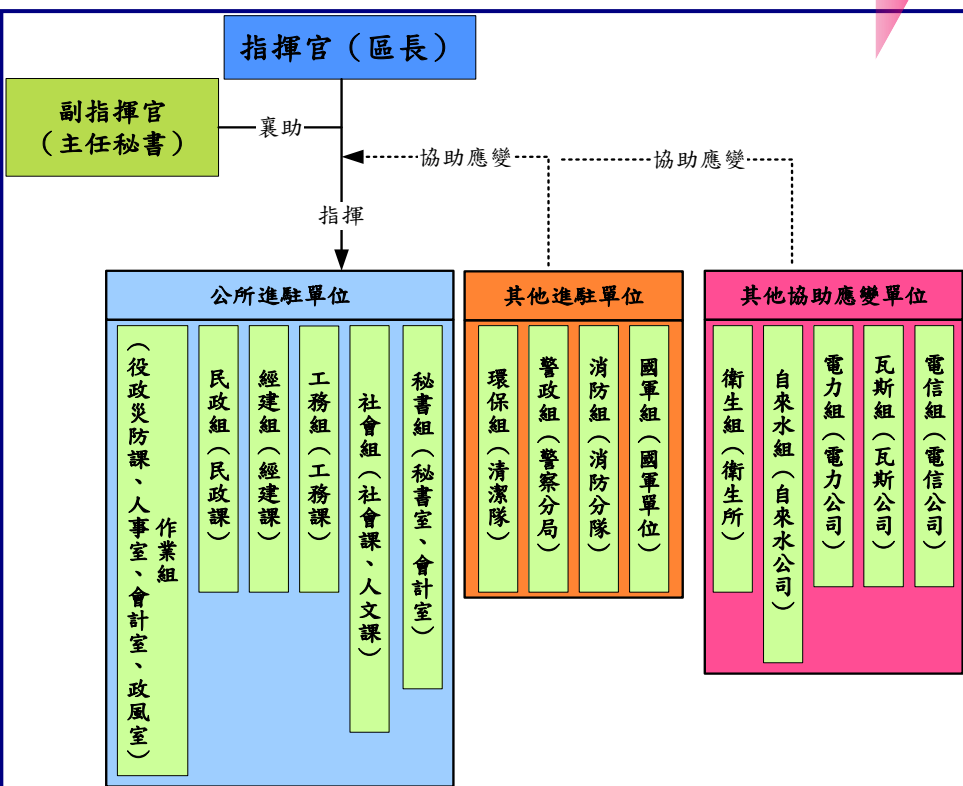 指揮官（區長）
副指揮官
（主任秘書）
襄助
協助應變
協助應變
指揮
公所進駐單位
作業組
（役政災防課、人事室、會計室、政風室）
民政組（民政課）
經建組（經建課）
工務組（工務課）
社會組（社會課、人文課）
秘書組（秘書室、會計室）
其他進駐單位
環保組（清潔隊）
警政組（警察分局）
消防組（消防分隊）
國軍組（國軍單位）
其他協助應變單位
衛生組（衛生所）
自來水組（自來水公司）
電力組（電力公司）
瓦斯組（瓦斯公司）
電信組（電信公司）